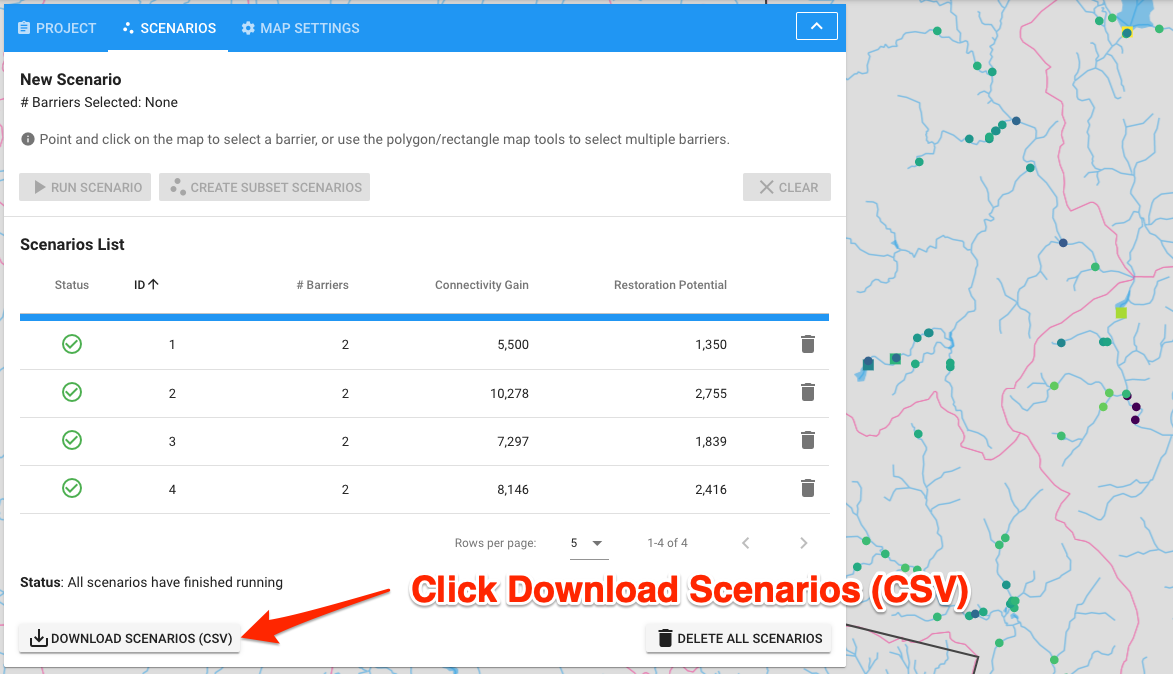 PROJECT SCENARIOS MAP SETTINGS
New Scenario
# Barriers Selected: None
Point and click on the map to select a barrier, or use the polygon/rectangle map tools to select multiple barriers.
RUN SCENARIO CREATE SUBSET SCENARIOS CLEAR
Scenarios List
Status ID # Barriers Connectivity Gain Restoration Potential
1 2 5,500 1,350
2 2 10,278 2,755
3 2 7,297 1,839
4 2 8,146 2,416
Rows per page: 5 1-4 of 4
Status: All scenarios have finished running
Click Download Scenarios (CSV)
DOWNLOAD SCENARIOS (CSV) DELETE ALL SCENARIOS